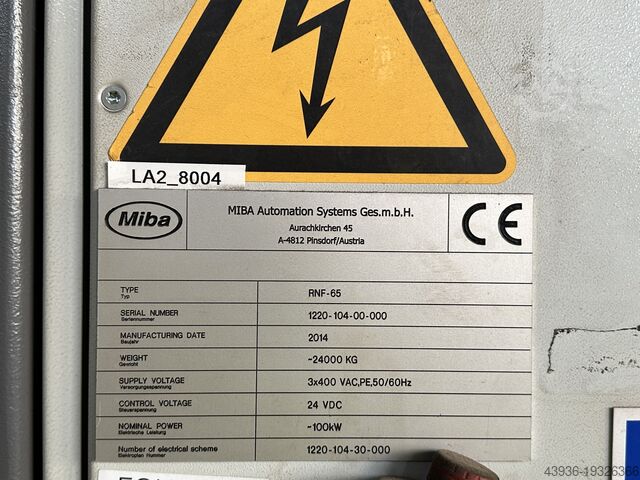 LA2_8004
Miba
MIBA Automation Systems Ges.m.b.H.
Aurachkirchen 45
A-4812 Pinsdorf/Austria
CE
TYPE
Typ
RNF-65
SERIAL NUMBER
Seriennummer
1220-104-00-000
MANUFACTURING DATE
Baujahr
2014
WEIGHT
Gewicht
~24000 KG
SUPPLY VOLTAGE
Versorgungsspannung
3x400 VAC,PE,50/60Hz
CONTROL VOLTAGE
Steuerspannung
24 VDC
NOMINAL POWER
Elektrische Leistung
~100kW
Number of electrical scheme
Elektroplan Nummer
1220-104-30-000
43936-19326366